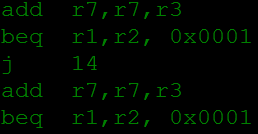 add r7,r7,r3
beq r1,r2, 0x0001
j 14
add r7,r7,r3
beq r1,r2, 0x0001